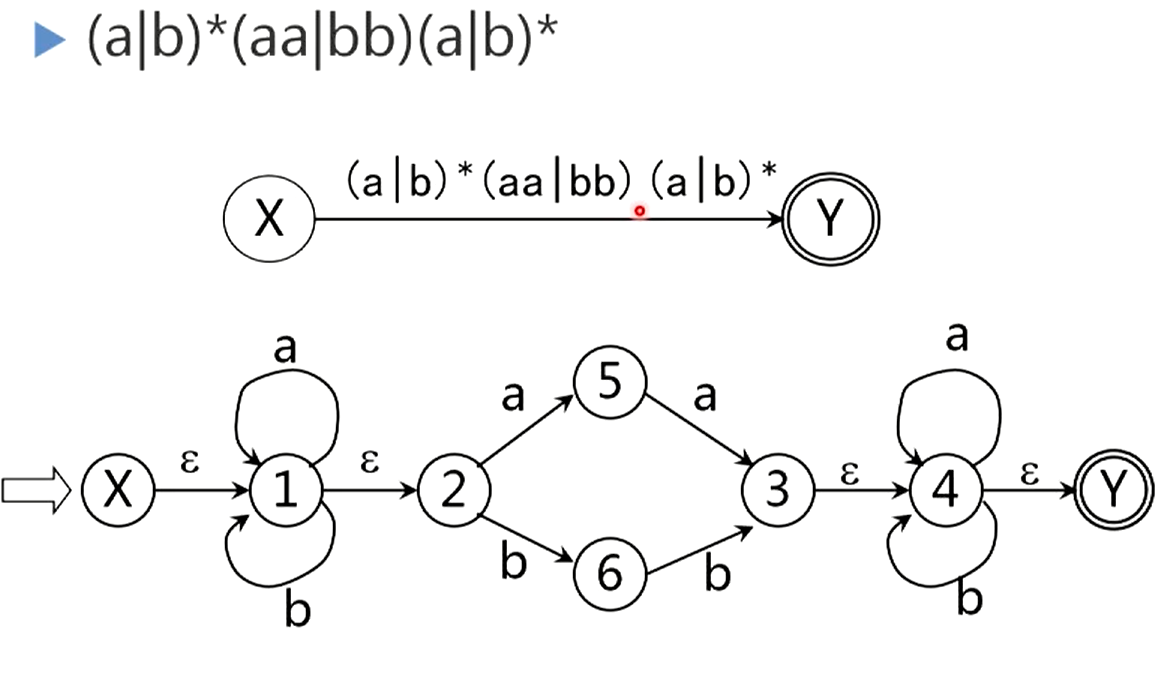 (a|b)*(aa|bb)(a|b)*
(a|b)*(aa|bb)(a|b)*
X Y
a a
a 5 a
ε ε ε ε
X 1 2 3 4 Y
b 6 b
b b